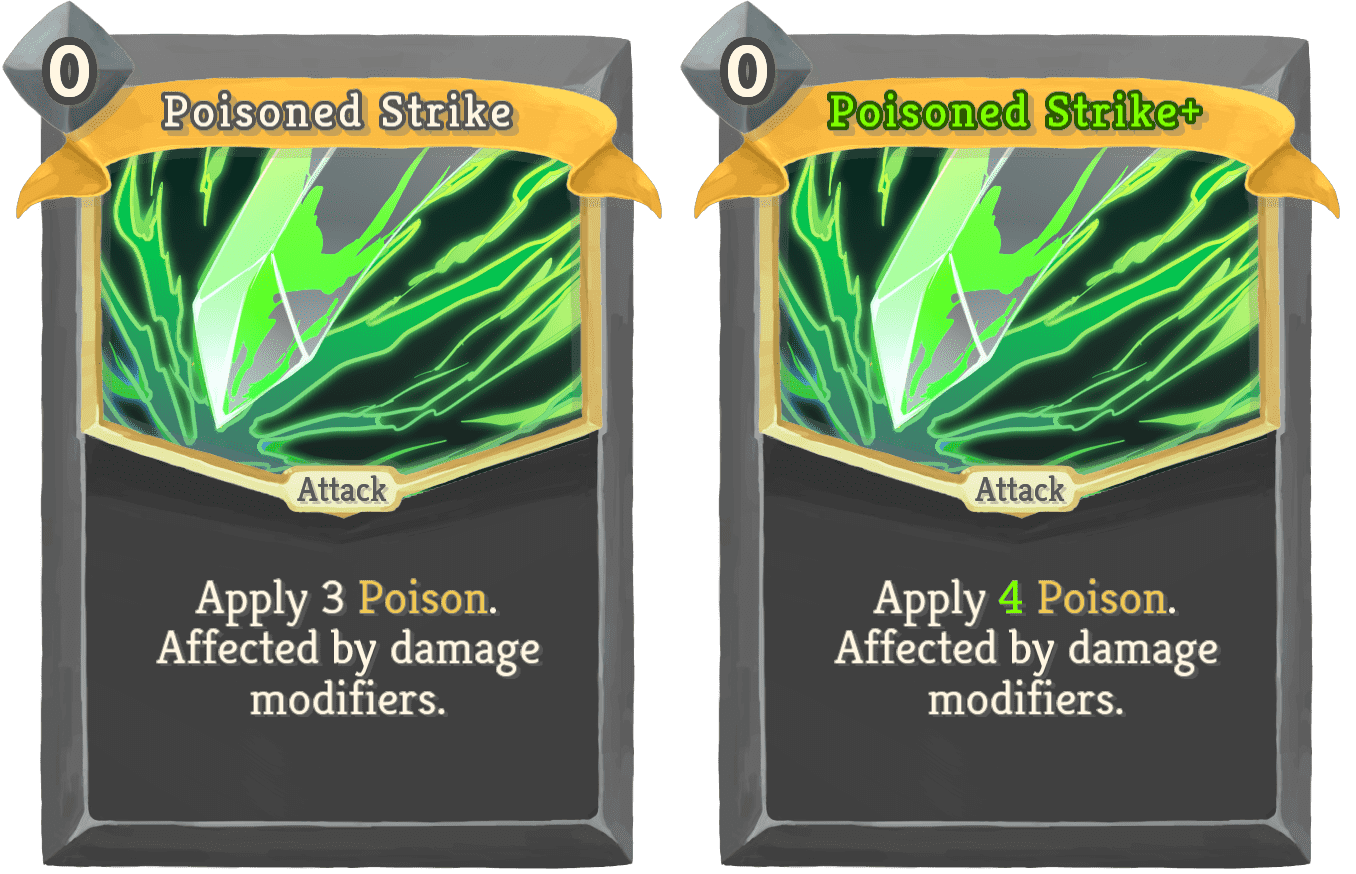 0
Poisoned Strike
Attack
Apply 3 Poison.
Affected by damage
modifiers.
0
Poisoned Strike+
Attack
Apply 4 Poison.
Affected by damage
modifiers.